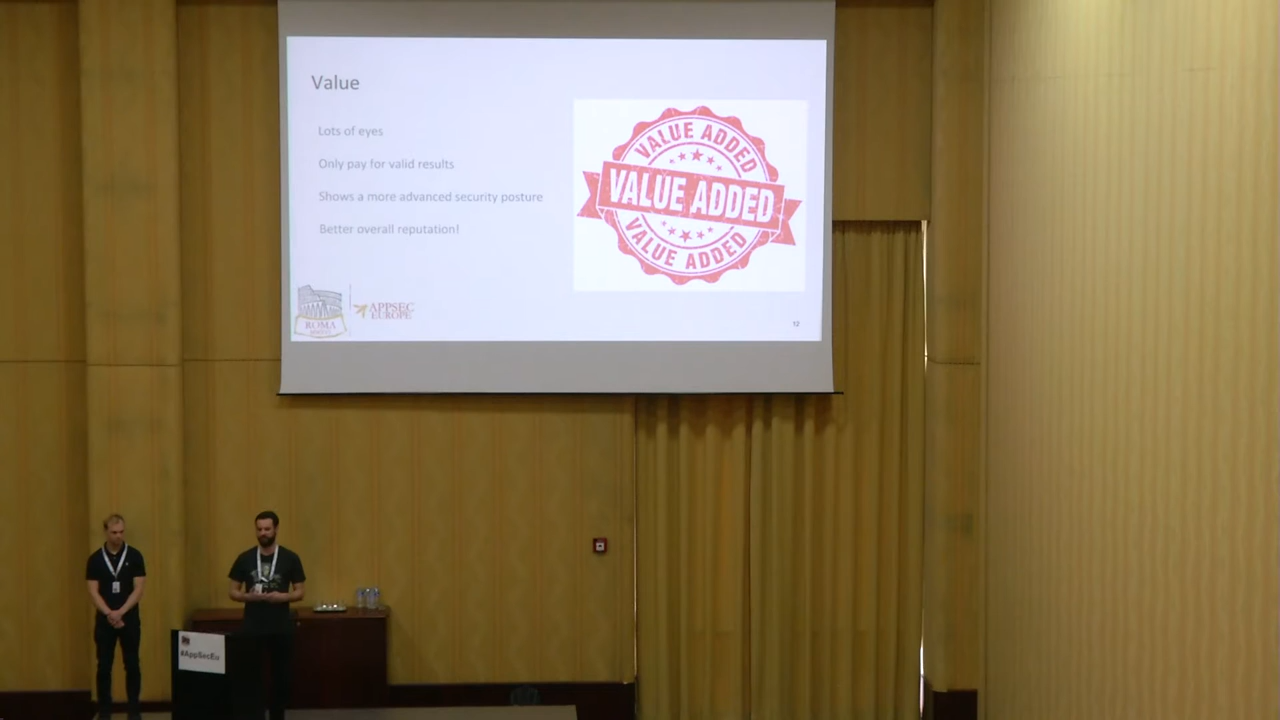 Value
Lots of eyes
Only pay for valid results
Shows a more advanced security posture
Better overall reputation!
VALUE ADDED
VALUE ADDED
VALUE ADDED
ROMA
APPSEC
EUROPE
12
#AppSecEu